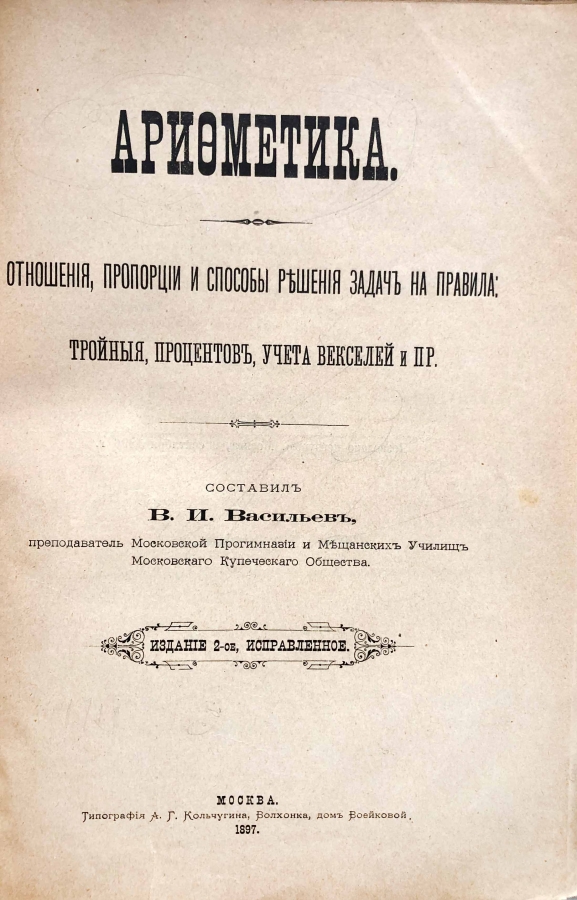 АРИѲМЕТИКА.
ОТНОШЕНІЯ, ПРОПОРЦІИ И СПОСОБЫ РѢШЕНІЯ ЗАДАЧЪ НА ПРАВИЛА:
ТРОЙНЫЯ, ПРОЦЕНТОВЪ, УЧЕТА ВЕКСЕЛЕЙ и ПР.
СОСТАВИЛЪ
В. И. Васильевъ,
преподаватель Московской Прогимназіи и Мѣщанскихъ Училищъ
Московскаго Купеческаго Общества.
ИЗДАНІЕ 2-ОЕ, ИСПРАВЛЕННОЕ.
МОСКВА.
Типографія А. Г. Кольчугина, Волхонка, домъ Воейковой.
1897.